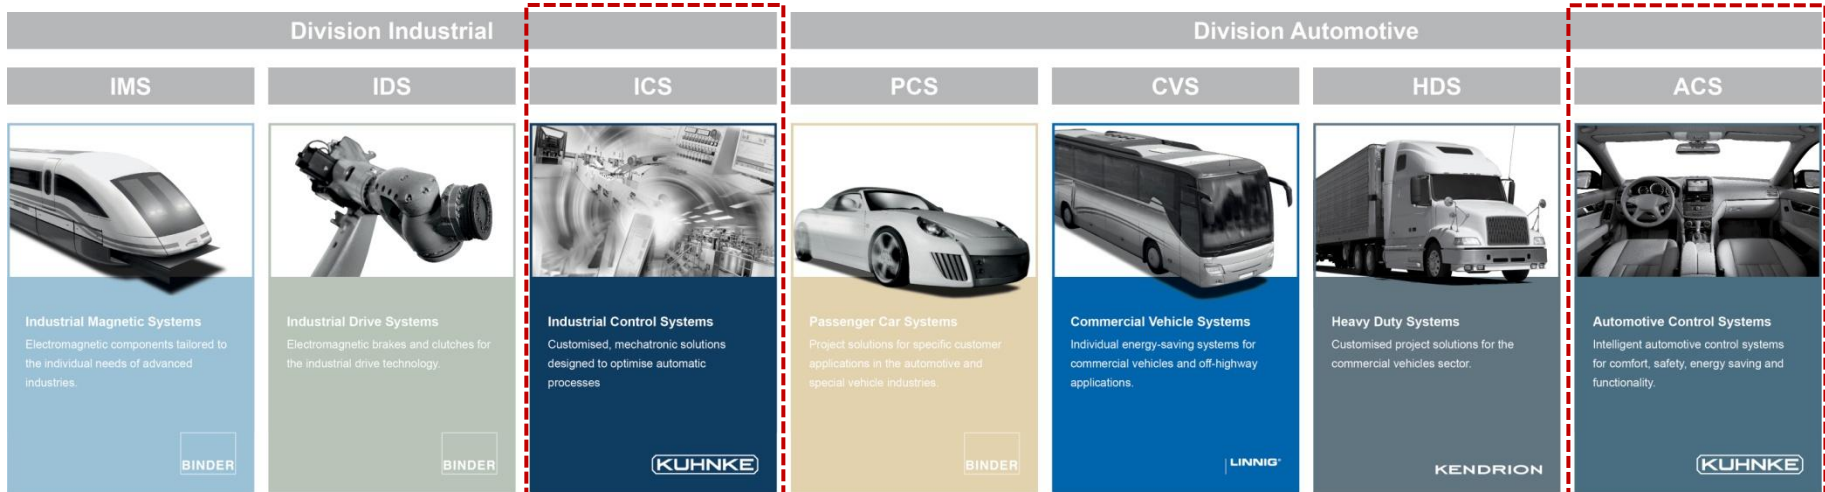 Division Industrial
Division Automotive
IMS
IDS
ICS
PCS
CVS
HDS
ACS
Industrial Magnetic Systems
Electromagnetic components tailored to
the individual needs of advanced
industries.
BINDER
Industrial Drive Systems
Electromagnetic brakes and clutches for
the industrial drive technology.
BINDER
Industrial Control Systems
Customised, mechatronic solutions
designed to optimise automatic
processes
KUHNKE
Passenger Car Systems
Project solutions for specific customer
applications in the automotive and
special vehicle industries.
BINDER
Commercial Vehicle Systems
Individual energy-saving systems for
commercial vehicles and off-highway
applications.
LINNIG
Heavy Duty Systems
Customised project solutions for the
commercial vehicles sector.
KENDRION
Automotive Control Systems
Intelligent automotive control systems
for comfort, safety, energy saving and
functionality.
KUHNKE